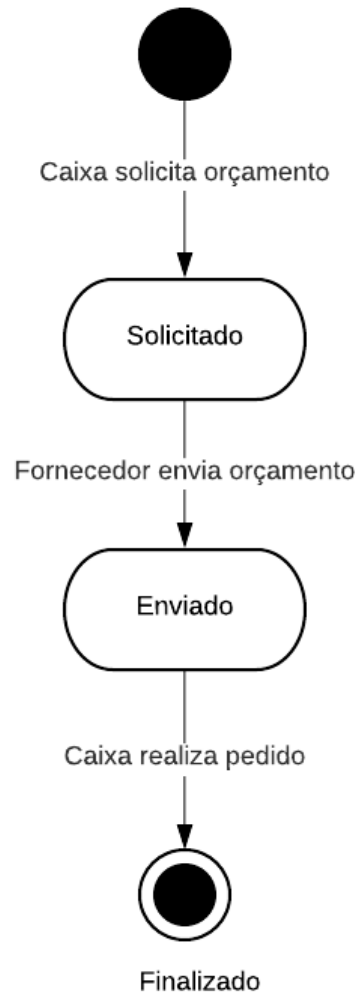 Caixa solicita orçamento
Solicitado
Fornecedor envia orçamento
Enviado
Caixa realiza pedido
Finalizado